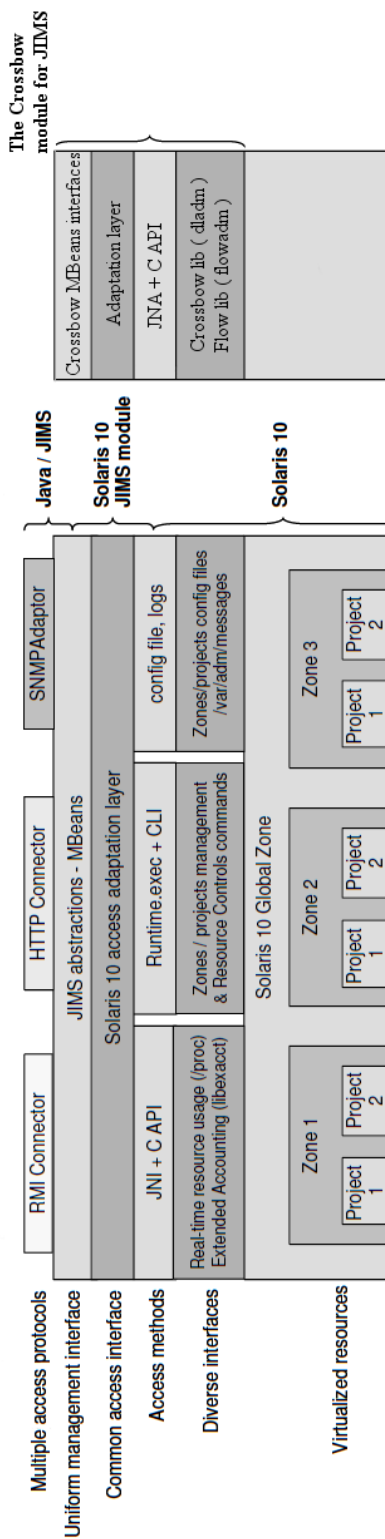 Multiple access protocols
RMI Connector
HTTP Connector
SNMPAdaptor
Java / JIMS
The Crossbow
module for JIMS
Uniform management interface
JIMS abstractions - MBeans
Crossbow MBeans interfaces
Common access interface
Solaris 10 access adaptation layer
Solaris 10
JIMS module
Adaptation layer
Access methods
JNI + C API
Runtime.exec + CLI
config file, logs
JNA + C API
Diverse interfaces
Real-time resource usage (/proc)
Extended Accounting (libexacct)
Zones / projects management
& Resource Controls commands
Zones/projects config files
/var/adm/messages
Crossbow lib ( dladm )
Flow lib ( flowadm )
Solaris 10
Solaris 10 Global Zone
Virtualized resources
Zone 1
Project
1
Project
2
Zone 2
Project
1
Project
2
Zone 3
Project
1
Project
2